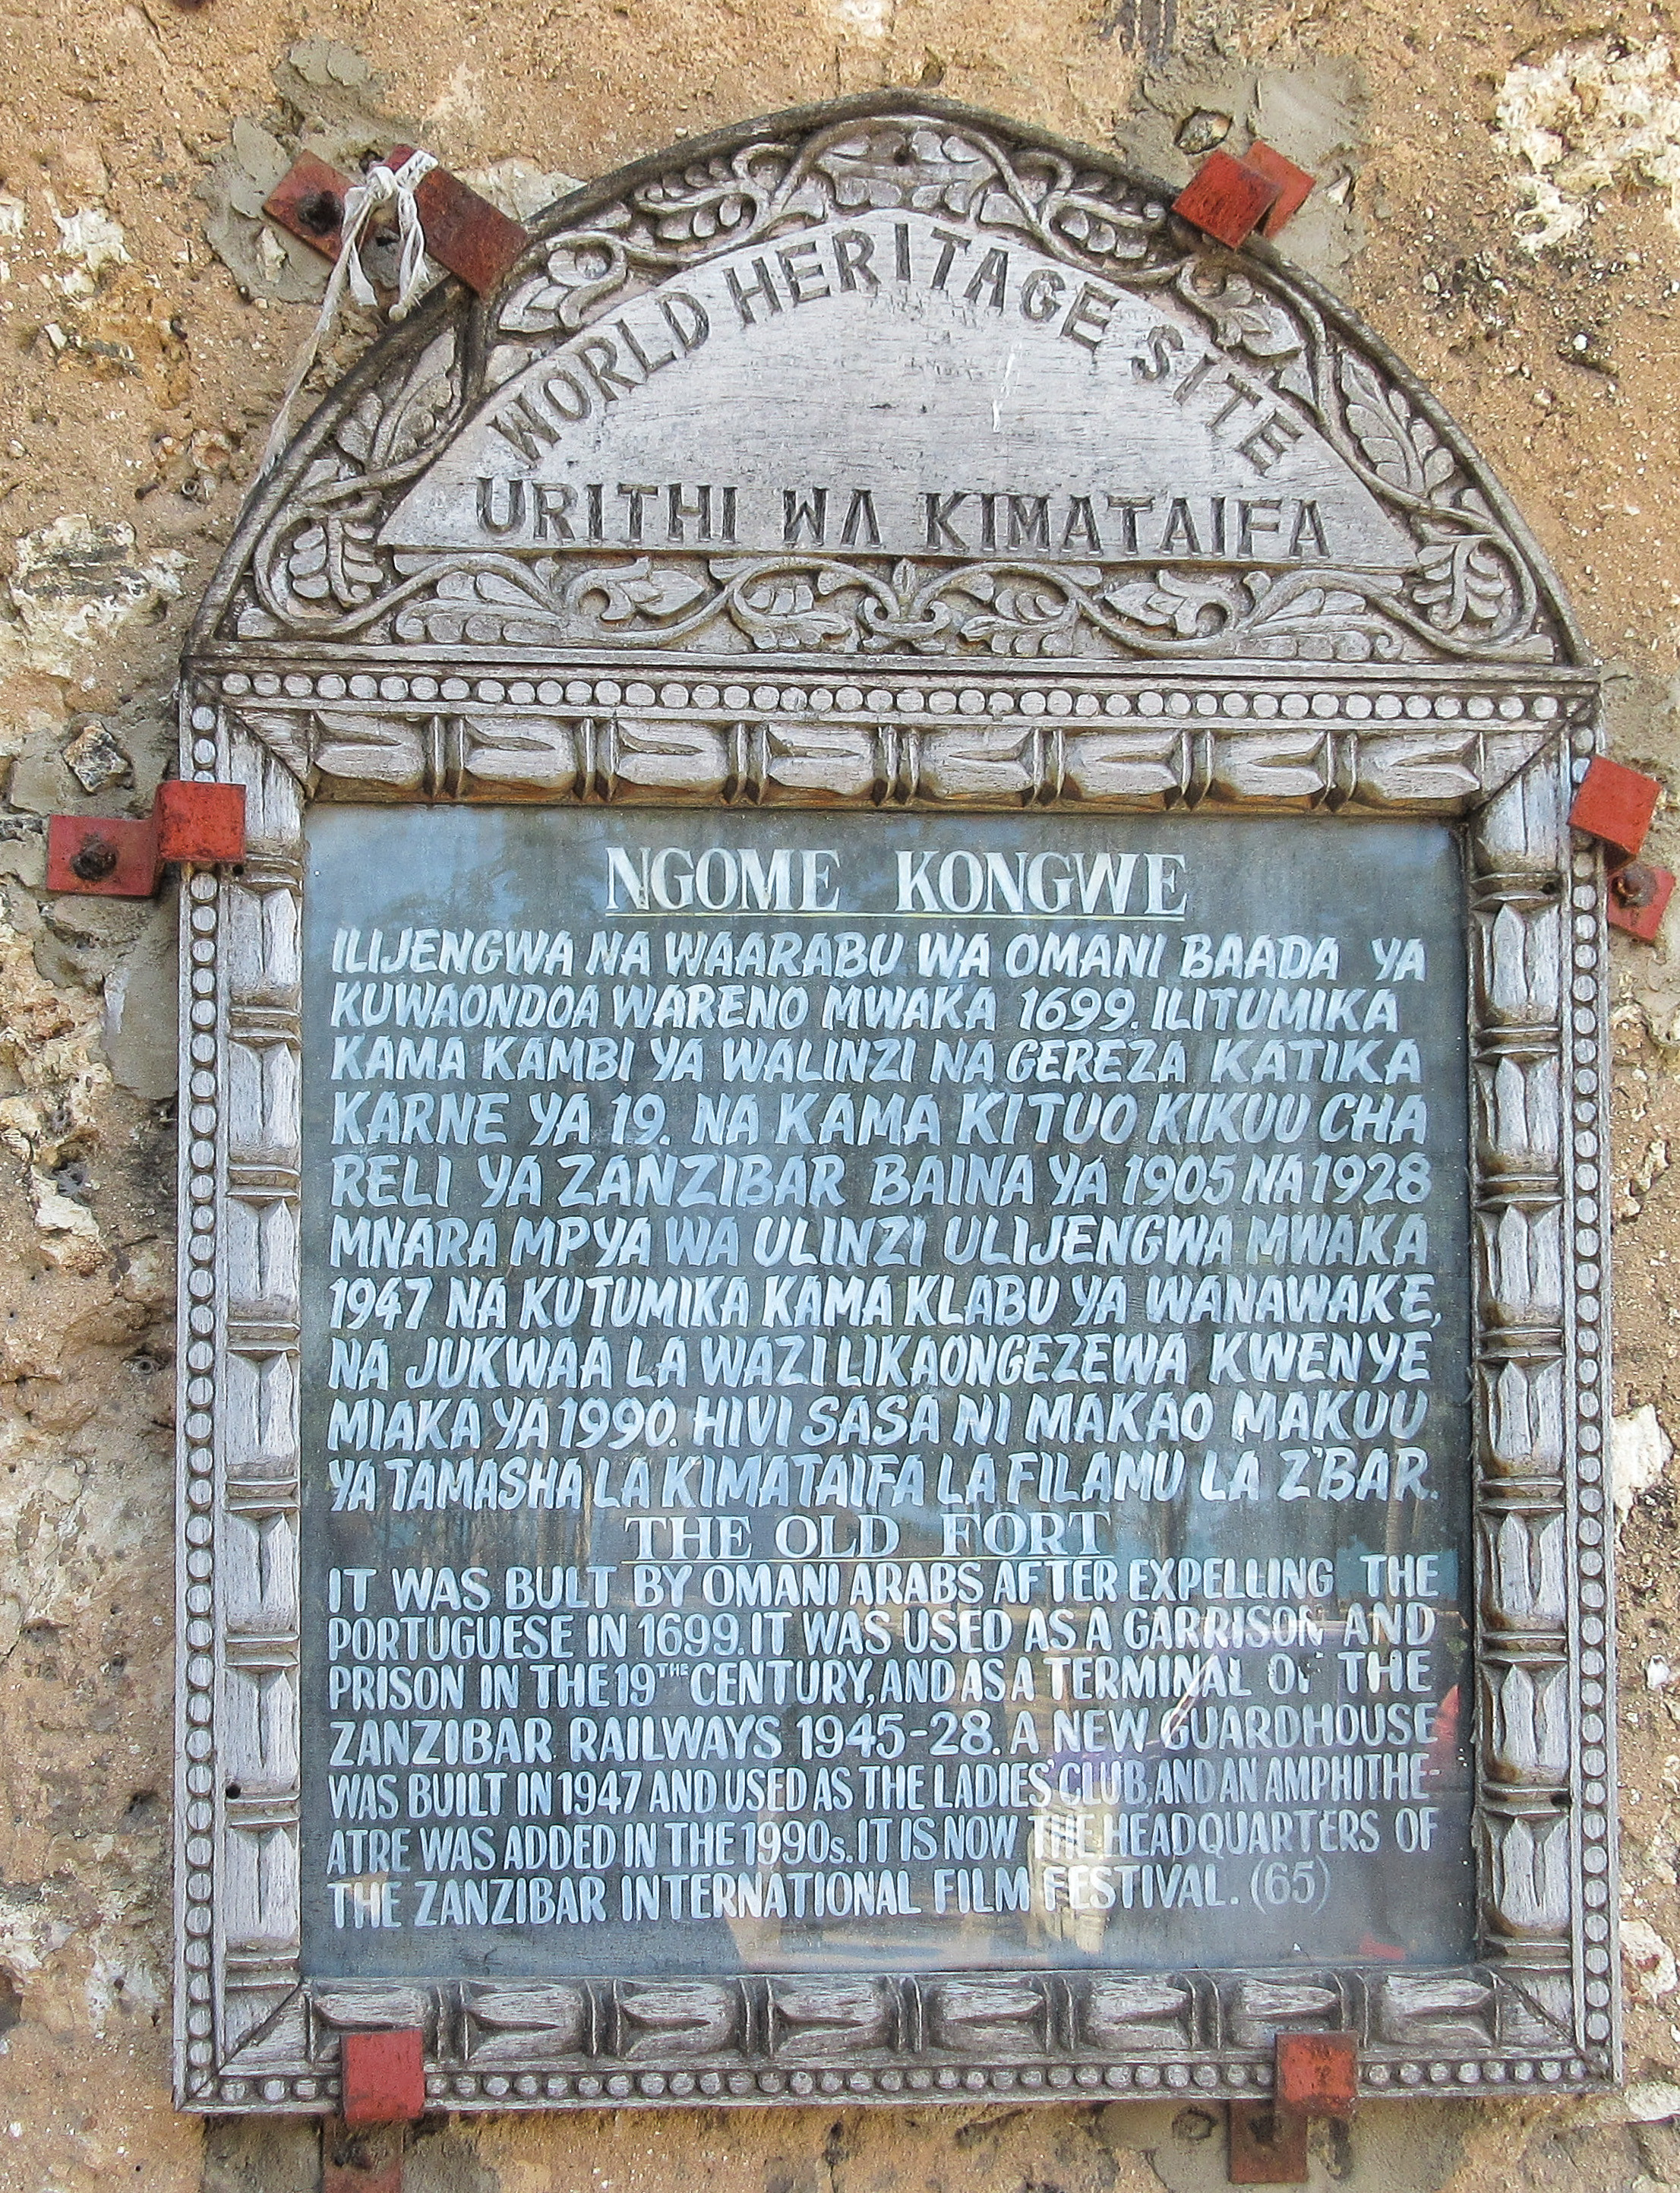 WORLD HERITAGE SITE
URITHI WA KIMATAIFA
NGOME KONGWE
ILIJENGWA NA WAARABU WA OMANI BAADA YA
KUWAONDOA WARENO MWAKA 1699. ILITUMIKA
KAMA KAMBI YA WALINZI NA GEREZA KATIKA
KARNE YA 19. NA KAMA KITUO KIKUU CHA
RELI YA ZANZIBAR BAINA YA 1905 NA 1928
MNARA MPYA WA ULINZI ULIJENGWA MWAKA
1947 NA KUTUMIKA KAMA KLABU YA WANAWAKE,
NA JUKWAA LA WAZI LIKAONGEZEWA KWENYE
MIAKA YA 1990. HIVI SASA NI MAKAO MAKUU
YA TAMASHA LA KIMATAIFA LA FILAMU LA Z'BAR.
THE OLD FORT
IT WAS BULT BY OMANI ARABS AFTER EXPELLING THE
PORTUGUESE IN 1699. IT WAS USED AS A GARRISON AND
PRISON IN THE 19THE CENTURY, AND AS A TERMINAL OF THE
ZANZIBAR RAILWAYS 1945-28. A NEW GUARDHOUSE
WAS BUILT IN 1947 AND USED AS THE LADIES CLUB, AND AN AMPHITHE-
ATRE WAS ADDED IN THE 1990s. IT IS NOW THE HEADQUARTERS OF
THE ZANZIBAR INTERNATIONAL FILM FESTIVAL. (65)